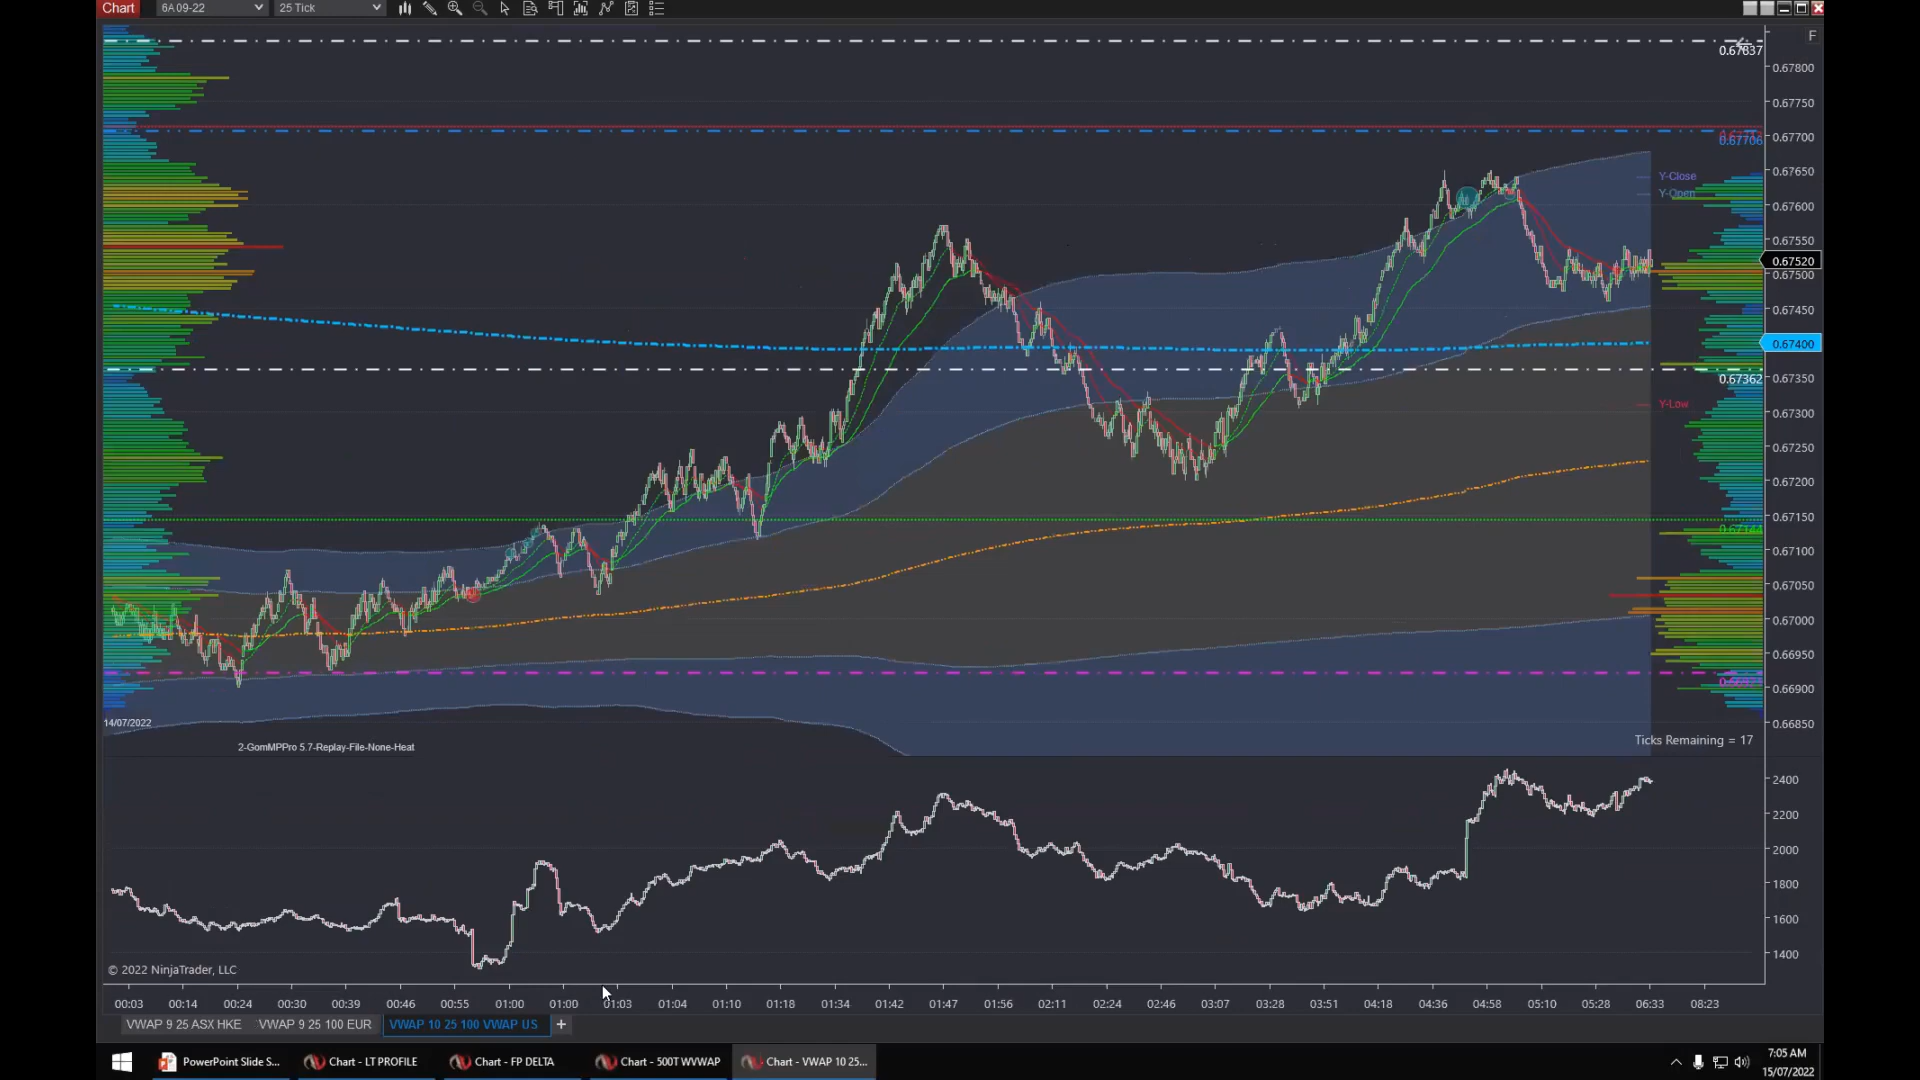 Chart 6A 09-22 25 Tick
F
0.67837
0.67800
0.67750
0.67700
0.67706
0.67650
Y-Close
Y-Open
0.67600
0.67550
0.67520
0.67500
0.67450
0.67400
0.67350
0.67362
Y-Low
0.67300
0.67250
0.67200
0.67150
0.67144
0.67100
0.67050
0.67000
0.66950
0.66900
0.66850
14/07/2022
2-GomMPPro 5.7-Replay-File-None-Heat
Ticks Remaining = 17
2400
2200
2000
1800
1600
1400
© 2022 NinjaTrader, LLC
00:03 00:14 00:24 00:30 00:39 00:46 00:55 01:00 01:00 01:03 01:04 01:10 01:18 01:34 01:42 01:47 01:56 02:11 02:24 02:46 03:07 03:28 03:51 04:18 04:36 04:58 05:10 05:28 06:33 08:23
VWAP 9 25 ASX HKE VWAP 9 25 100 EUR VWAP 10 25 100 VWAP US +
PowerPoint Slide S... Chart - LT PROFILE Chart - FP DELTA Chart - 500T WVWAP Chart - VWAP 10 25...
7:05 AM
15/07/2022